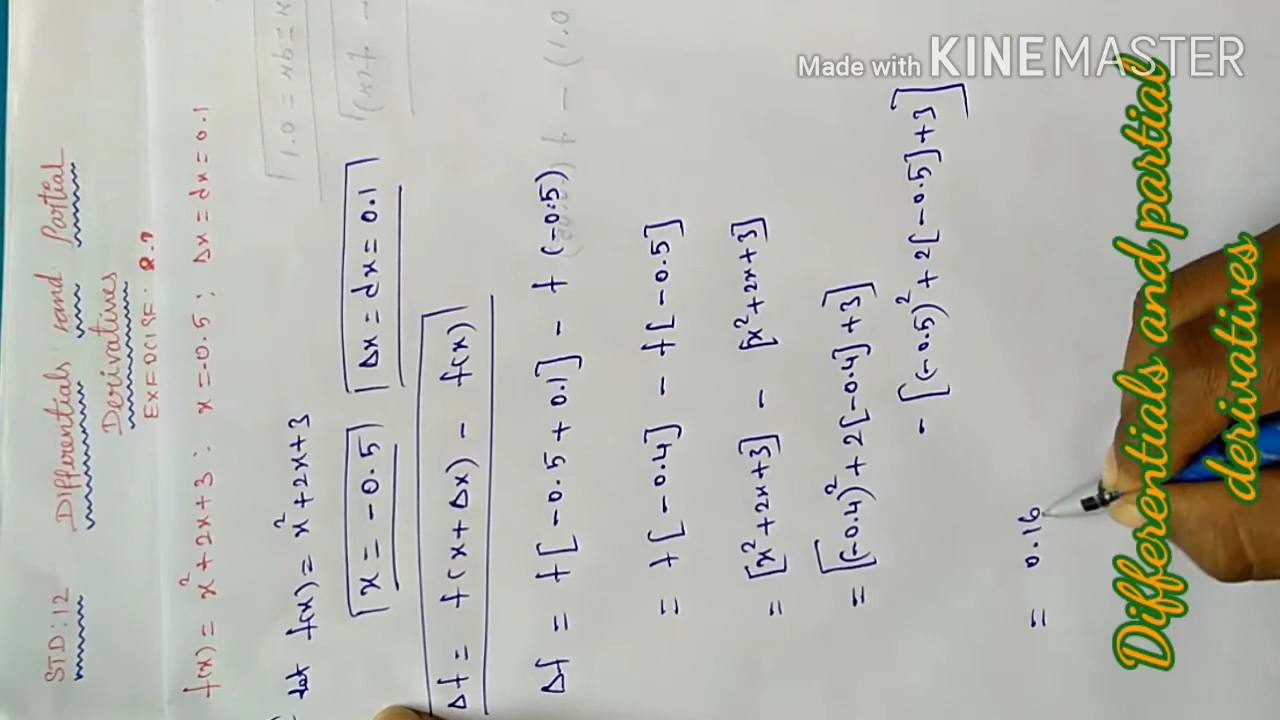 STD:12 Differentials and Partial
Derivatives
EXERCISE: 8.2
f(x) = x² + 2x + 3 : x = -0.5 ; Δx = dx = 0.1
let f(x) = x² + 2x + 3
x = -0.5 Δx = dx = 0.1
Δf = f(x + Δx) - f(x)
Δf = f[-0.5 + 0.1] - f(-0.5)
= f[-0.4] - f[-0.5]
= [x² + 2x + 3] - [x² + 2x + 3]
= [(-0.4)² + 2[-0.4] + 3]
- [(-0.5)² + 2[-0.5] + 3]
= 0.16
Made with KINEMASTER
Differentials and partial
derivatives